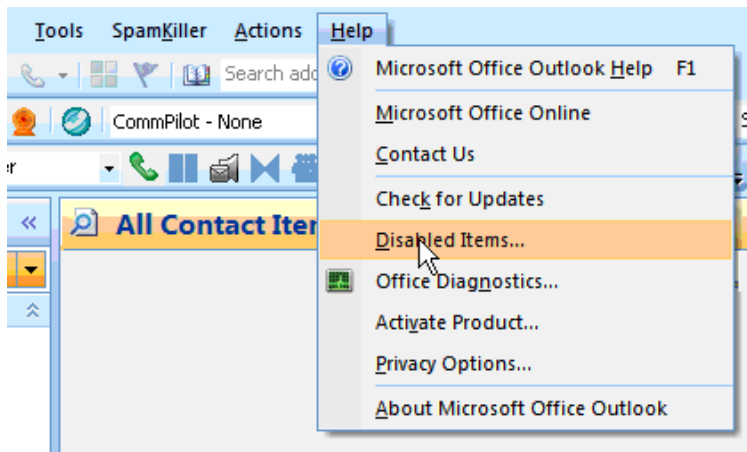 Tools SpamKiller Actions Help
Search add
Microsoft Office Outlook Help F1
CommPilot - None
Microsoft Office Online
Contact Us
Check for Updates
All Contact Iter
Disabled Items...
Office Diagnostics...
Activate Product...
Privacy Options...
About Microsoft Office Outlook